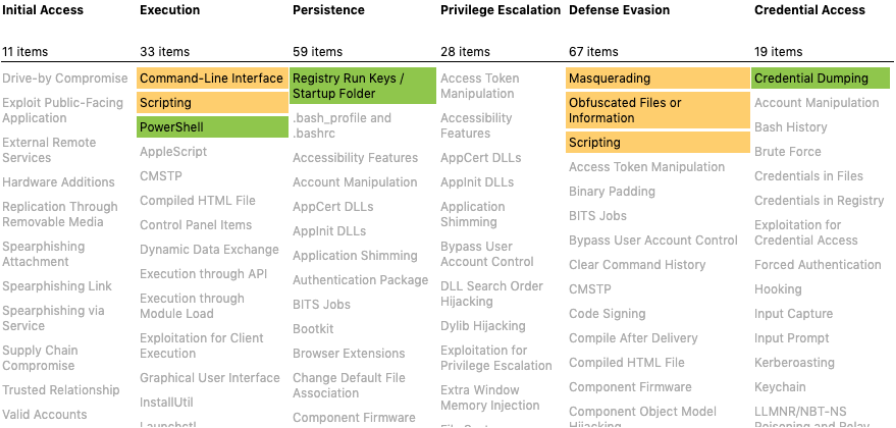 Initial Access
11 items
Drive-by Compromise
Exploit Public-Facing
Application
External Remote
Services
Hardware Additions
Replication Through
Removable Media
Spearphishing
Attachment
Spearphishing Link
Spearphishing via
Service
Supply Chain
Compromise
Trusted Relationship
Valid Accounts
Execution
33 items
Command-Line Interface
Scripting
PowerShell
AppleScript
CMSTP
Compiled HTML File
Control Panel Items
Dynamic Data Exchange
Execution through API
Execution through
Module Load
Exploitation for Client
Execution
Graphical User Interface
InstallUtil
Launchctl
Persistence
59 items
Registry Run Keys /
Startup Folder
.bash_profile and
.bashrc
Accessibility Features
Account Manipulation
AppCert DLLs
AppInit DLLs
Application Shimming
Authentication Package
BITS Jobs
Bootkit
Browser Extensions
Change Default File
Association
Component Firmware
Privilege Escalation
28 items
Access Token
Manipulation
Accessibility
Features
AppCert DLLs
AppInit DLLs
Application
Shimming
Bypass User
Account Control
DLL Search Order
Hijacking
Dylib Hijacking
Exploitation for
Privilege Escalation
Extra Window
Memory Injection
Defense Evasion
67 items
Masquerading
Obfuscated Files or
Information
Scripting
Access Token Manipulation
Binary Padding
BITS Jobs
Bypass User Account Control
Clear Command History
CMSTP
Code Signing
Compile After Delivery
Compiled HTML File
Component Firmware
Component Object Model
Hijacking
Credential Access
19 items
Credential Dumping
Account Manipulation
Bash History
Brute Force
Credentials in Files
Credentials in Registry
Exploitation for
Credential Access
Forced Authentication
Hooking
Input Capture
Input Prompt
Kerberoasting
Keychain
LLMNR/NBT-NS
Poisoning and Relay